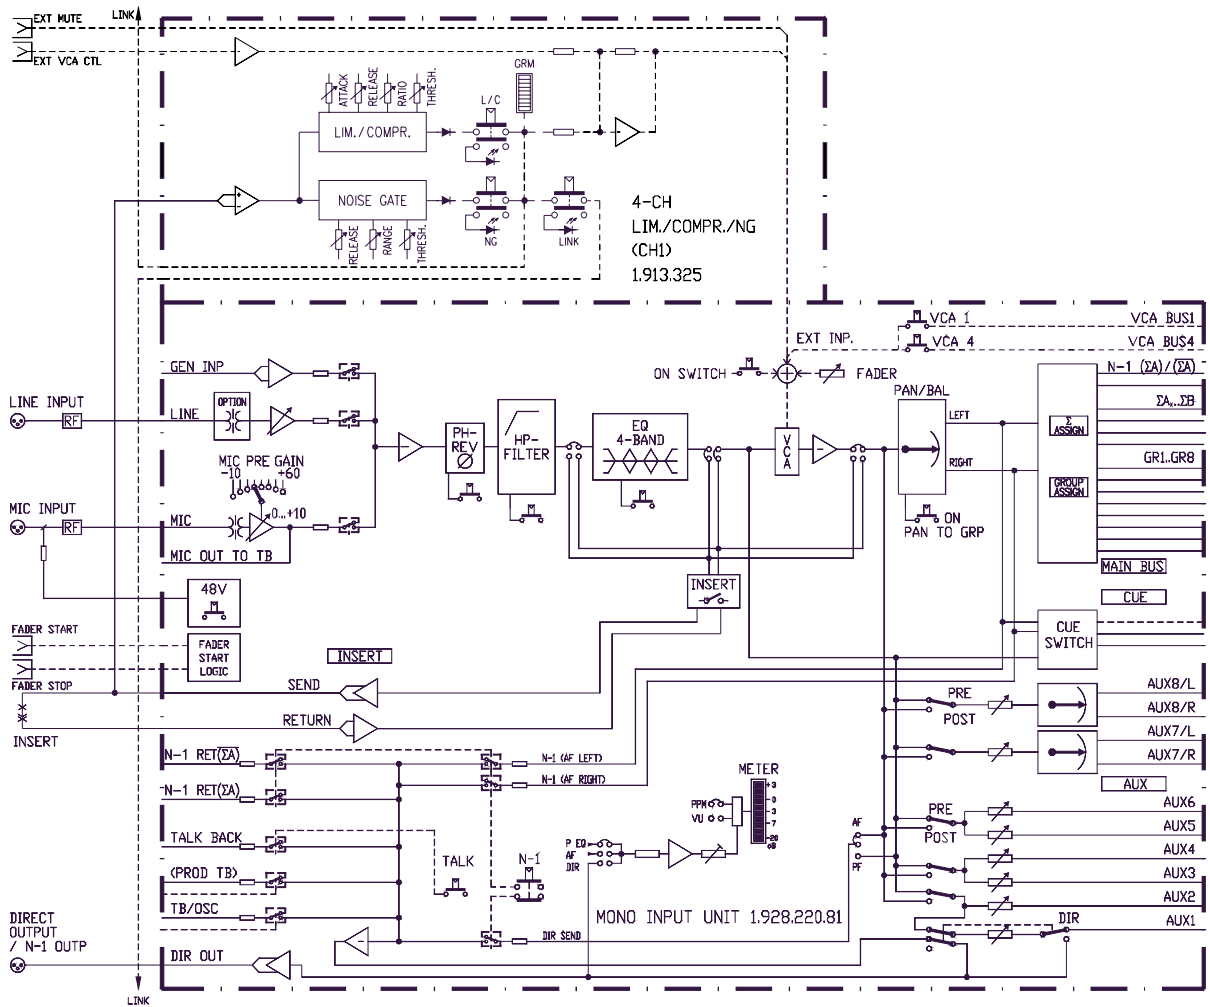 LINK
EXT MUTE
EXT VCA CTL
GRM
ATTACK
RELEASE
RATIO
THRESH.
L/C
LIM./COMPR.
NOISE GATE
RELEASE
RANGE
THRESH.
NG
LINK
4-CH
LIM./COMPR./NG
(CH1)
1.913.325
VCA 1
VCA BUS1
EXT INP.
VCA 4
VCA BUS4
GEN INP
ON SWITCH
FADER
N-1 (ΣA)/(ΣA)
PAN/BAL
LINE INPUT
RF
LINE
OPTION
ΣA...ΣB
LEFT
Σ
ASSIGN
PH-
REV
Ø
HP-
FILTER
EQ
4-BAND
VCA
RIGHT
GR1..GR8
MIC PRE GAIN
-10
+60
GROUP
ASSIGN
MIC INPUT
RF
MIC
0...+10
ON
PAN TO GRP
MIC OUT TO TB
MAIN BUS
INSERT
48V
CUE
FADER START
CUE
SWITCH
FADER
START
LOGIC
INSERT
FADER STOP
SEND
AUX8/L
PRE
POST
AUX8/R
RETURN
INSERT
AUX7/L
N-1 RET(ΣA)
N-1 (AF LEFT)
AUX7/R
METER
N-1 (AF RIGHT)
AUX
N-1 RET(ΣA)
+3
0
3
7
-20
dB
PPM
VU
AUX6
PRE
POST
AUX5
AF
TALK BACK
P EQ
AF
DIR
AUX4
TALK
N-1
PF
(PROD TB)
AUX3
AUX2
TB/OSC
MONO INPUT UNIT 1.928.220.81
DIR
AUX1
DIRECT
OUTPUT
/ N-1 OUTP
DIR SEND
DIR OUT
LINK